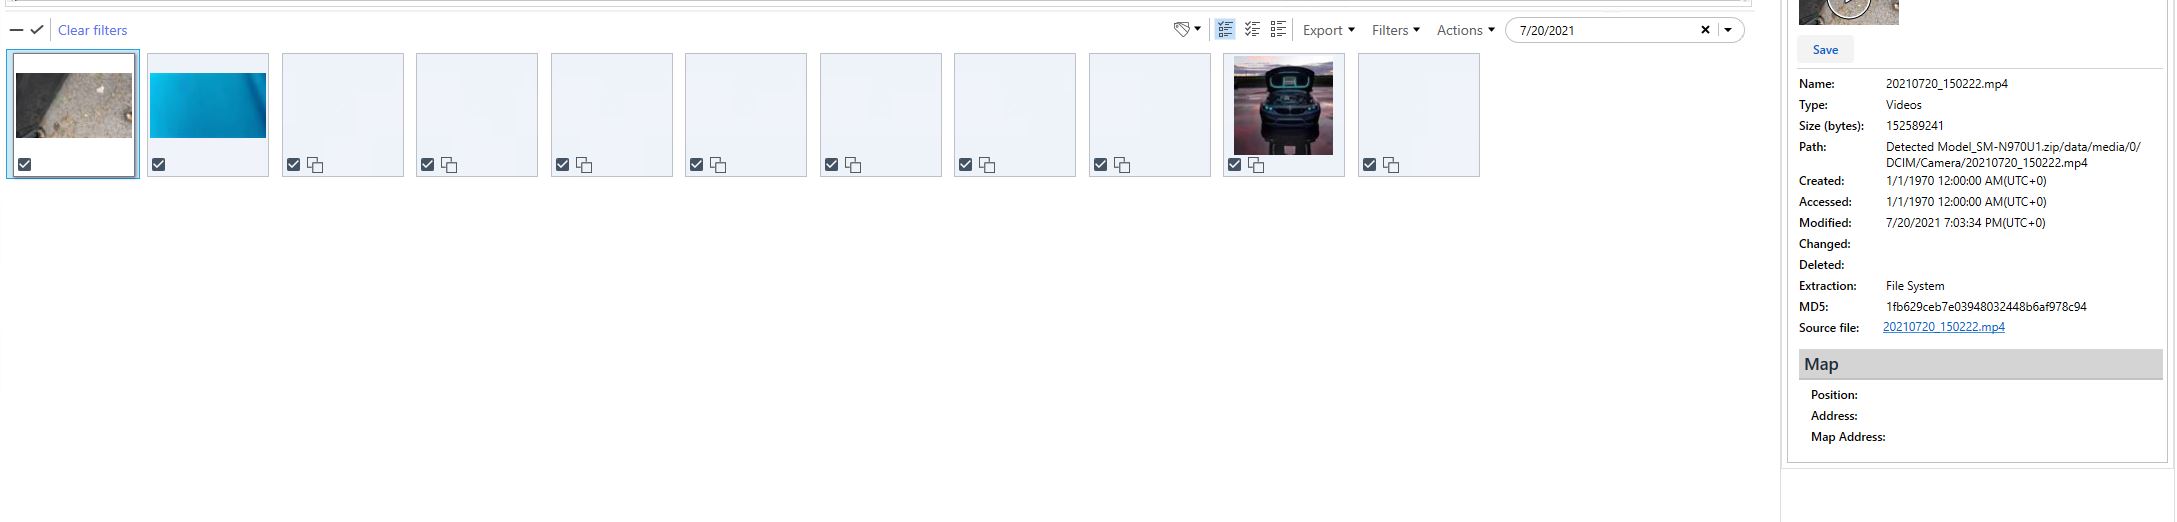 Clear filters
Export
Filters
Actions
7/20/2021
Save
Name: 20210720_150222.mp4
Type: Videos
Size (bytes): 152589241
Path: Detected Model_SM-N970U1.zip/data/media/0/
DCIM/Camera/20210720_150222.mp4
Created: 1/1/1970 12:00:00 AM(UTC+0)
Accessed: 1/1/1970 12:00:00 AM(UTC+0)
Modified: 7/20/2021 7:03:34 PM(UTC+0)
Changed:
Deleted:
Extraction: File System
MD5: 1fb629ceb7e03948032448b6af978c94
Source file: 20210720_150222.mp4
Map
Position:
Address:
Map Address: